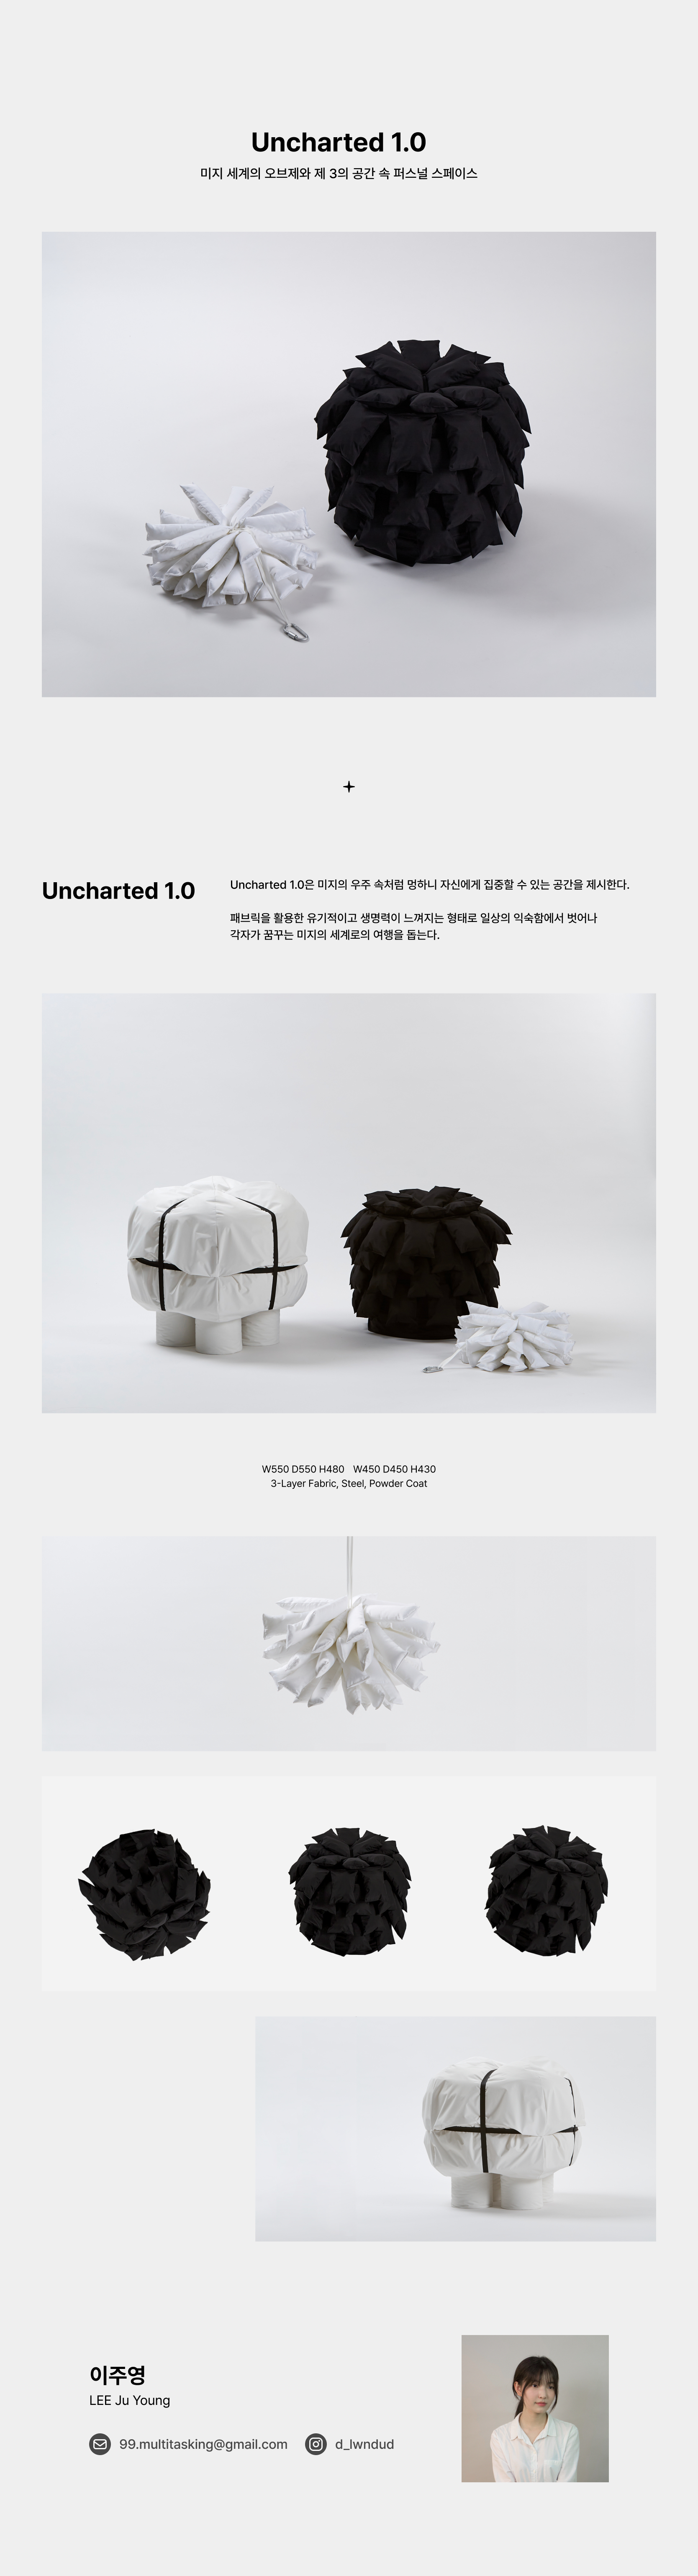 Uncharted 1.0
미지 세계의 오브제와 제 3의 공간 속 퍼스널 스페이스
Uncharted 1.0
Uncharted 1.0은 미지의 우주 속처럼 멍하니 자신에게 집중할 수 있는 공간을 제시한다.
패브릭을 활용한 유기적이고 생명력이 느껴지는 형태로 일상의 익숙함에서 벗어나
각자가 꿈꾸는 미지의 세계로의 여행을 돕는다.
W550 D550 H480 W450 D450 H430
3-Layer Fabric, Steel, Powder Coat
이주영
LEE Ju Young
99.multitasking@gmail.com d_lwndud